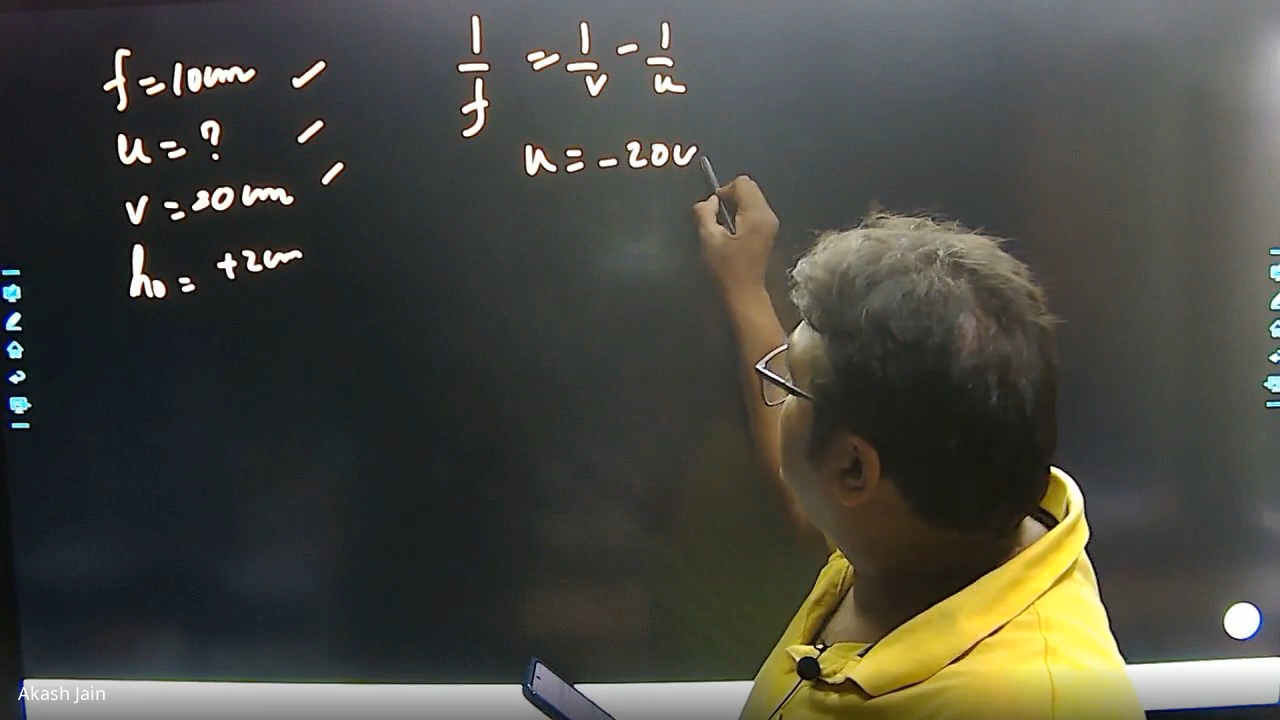 f = 10cm ✓
u = ?
v = 20cm
h₀ = +2cm
1/f = 1/v - 1/u
u = -20c
Akash Jain